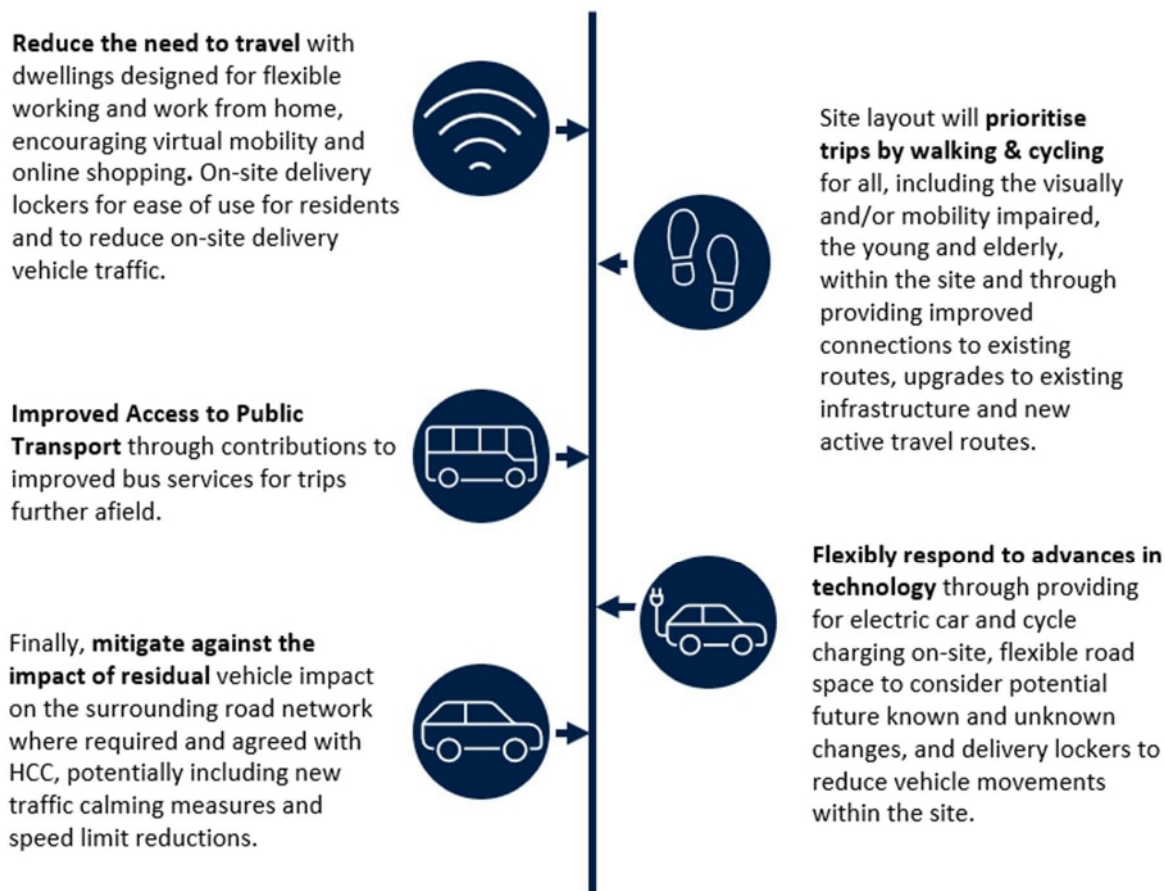 Reduce the need to travel with
dwellings designed for flexible
working and work from home,
encouraging virtual mobility and
online shopping. On-site delivery
lockers for ease of use for residents
and to reduce on-site delivery
vehicle traffic.
Site layout will prioritise
trips by walking & cycling
for all, including the visually
and/or mobility impaired,
the young and elderly,
within the site and through
providing improved
connections to existing
routes, upgrades to existing
infrastructure and new
active travel routes.
Improved Access to Public
Transport through contributions to
improved bus services for trips
further afield.
Flexibly respond to advances in
technology through providing
for electric car and cycle
charging on-site, flexible road
space to consider potential
future known and unknown
changes, and delivery lockers to
reduce vehicle movements
within the site.
Finally, mitigate against the
impact of residual vehicle impact
on the surrounding road network
where required and agreed with
HCC, potentially including new
traffic calming measures and
speed limit reductions.